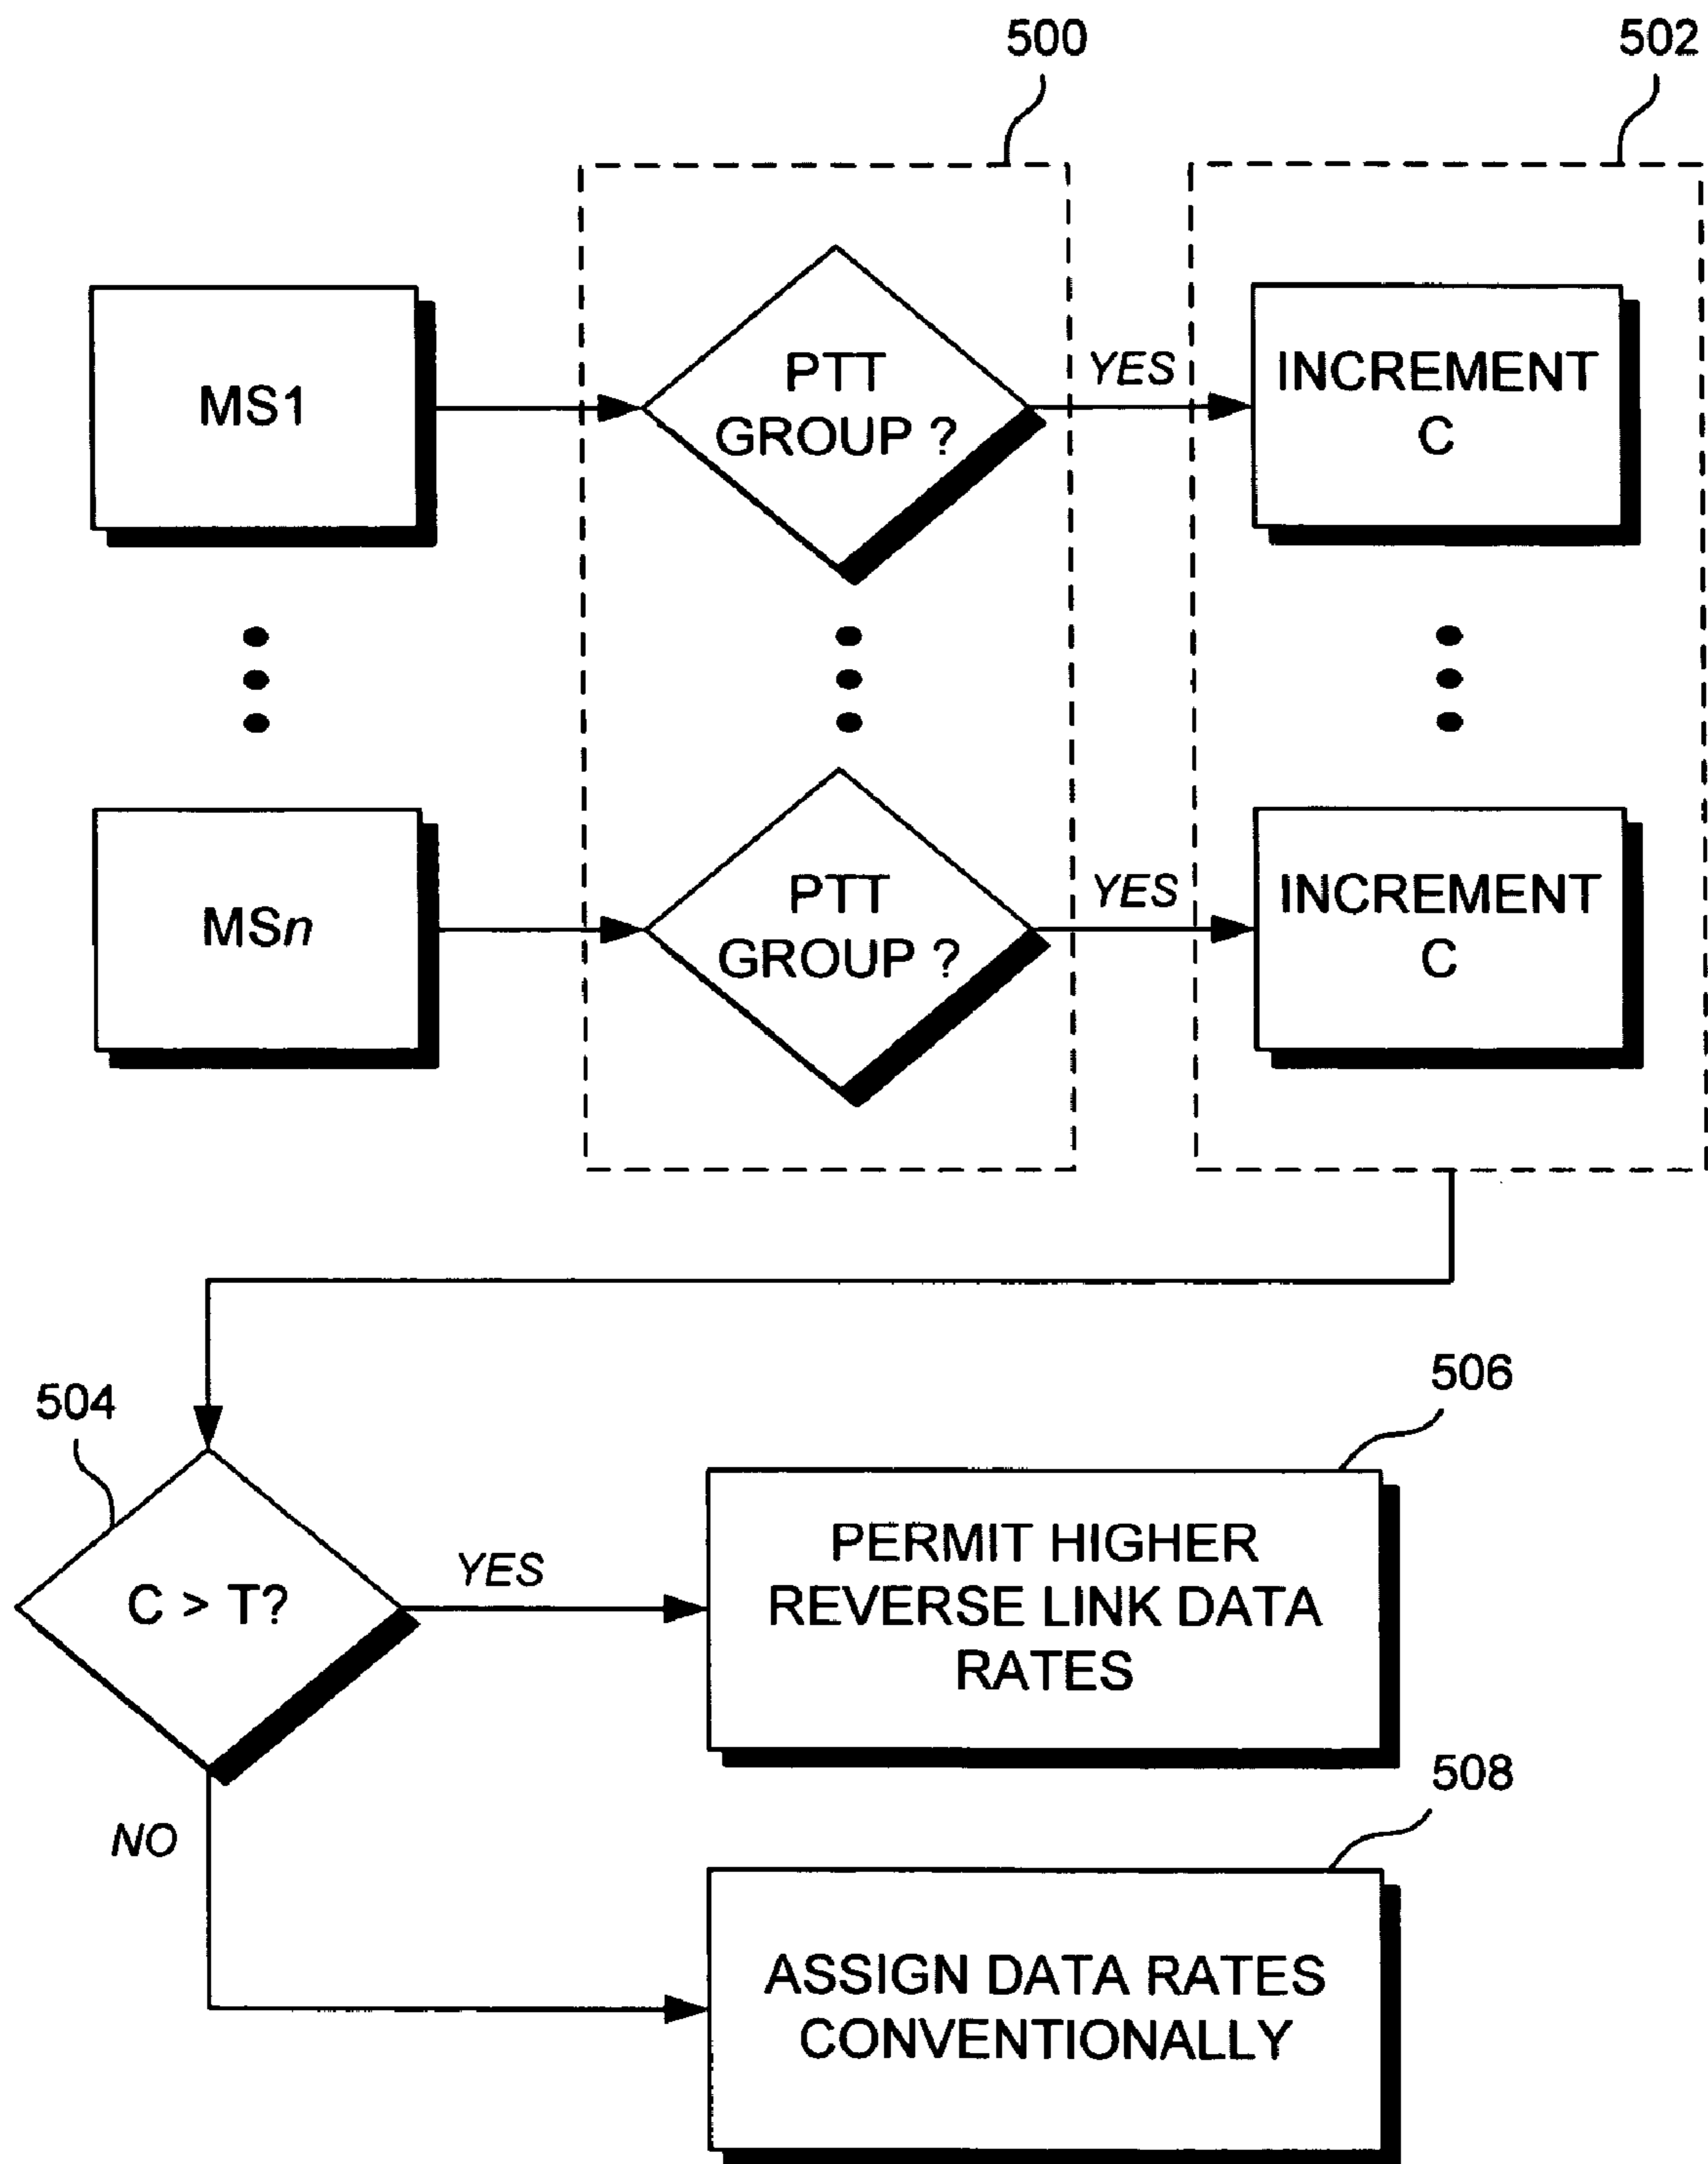 500
502
MS1
PTT
GROUP ?
YES
INCREMENT
C
MSn
PTT
GROUP ?
YES
INCREMENT
C
504
C > T?
YES
NO
506
PERMIT HIGHER
REVERSE LINK DATA
RATES
508
ASSIGN DATA RATES
CONVENTIONALLY